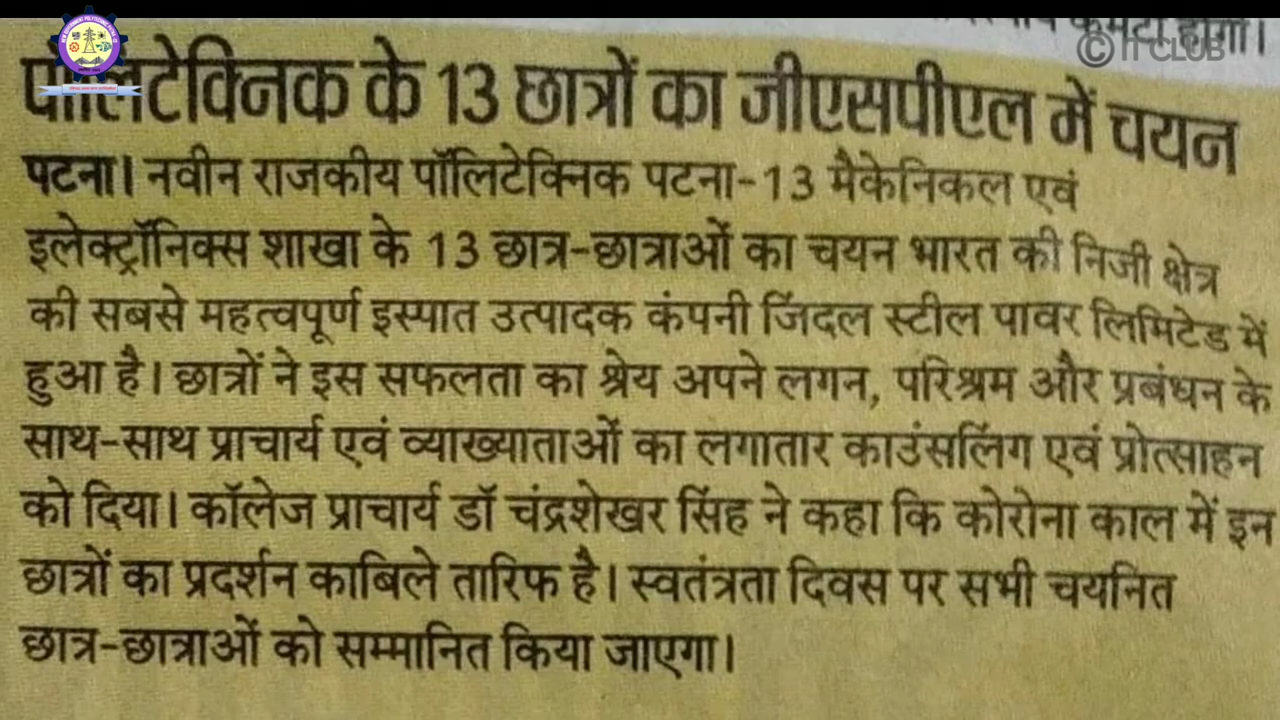 कमेटी होगी।
© IT CLUB
पॉलिटेक्निक के 13 छात्रों का जीएसपीएल में चयन
पटना। नवीन राजकीय पॉलिटेक्निक पटना-13 मैकेनिकल एवं
इलेक्ट्रॉनिक्स शाखा के 13 छात्र-छात्राओं का चयन भारत की निजी क्षेत्र
की सबसे महत्वपूर्ण इस्पात उत्पादक कंपनी जिंदल स्टील पावर लिमिटेड में
हुआ है। छात्रों ने इस सफलता का श्रेय अपने लगन, परिश्रम और प्रबंधन के
साथ-साथ प्राचार्य एवं व्याख्याताओं का लगातार काउंसलिंग एवं प्रोत्साहन
को दिया। कॉलेज प्राचार्य डॉ चंद्रशेखर सिंह ने कहा कि कोरोना काल में इन
छात्रों का प्रदर्शन काबिले तारिफ है। स्वतंत्रता दिवस पर सभी चयनित
छात्र-छात्राओं को सम्मानित किया जाएगा।